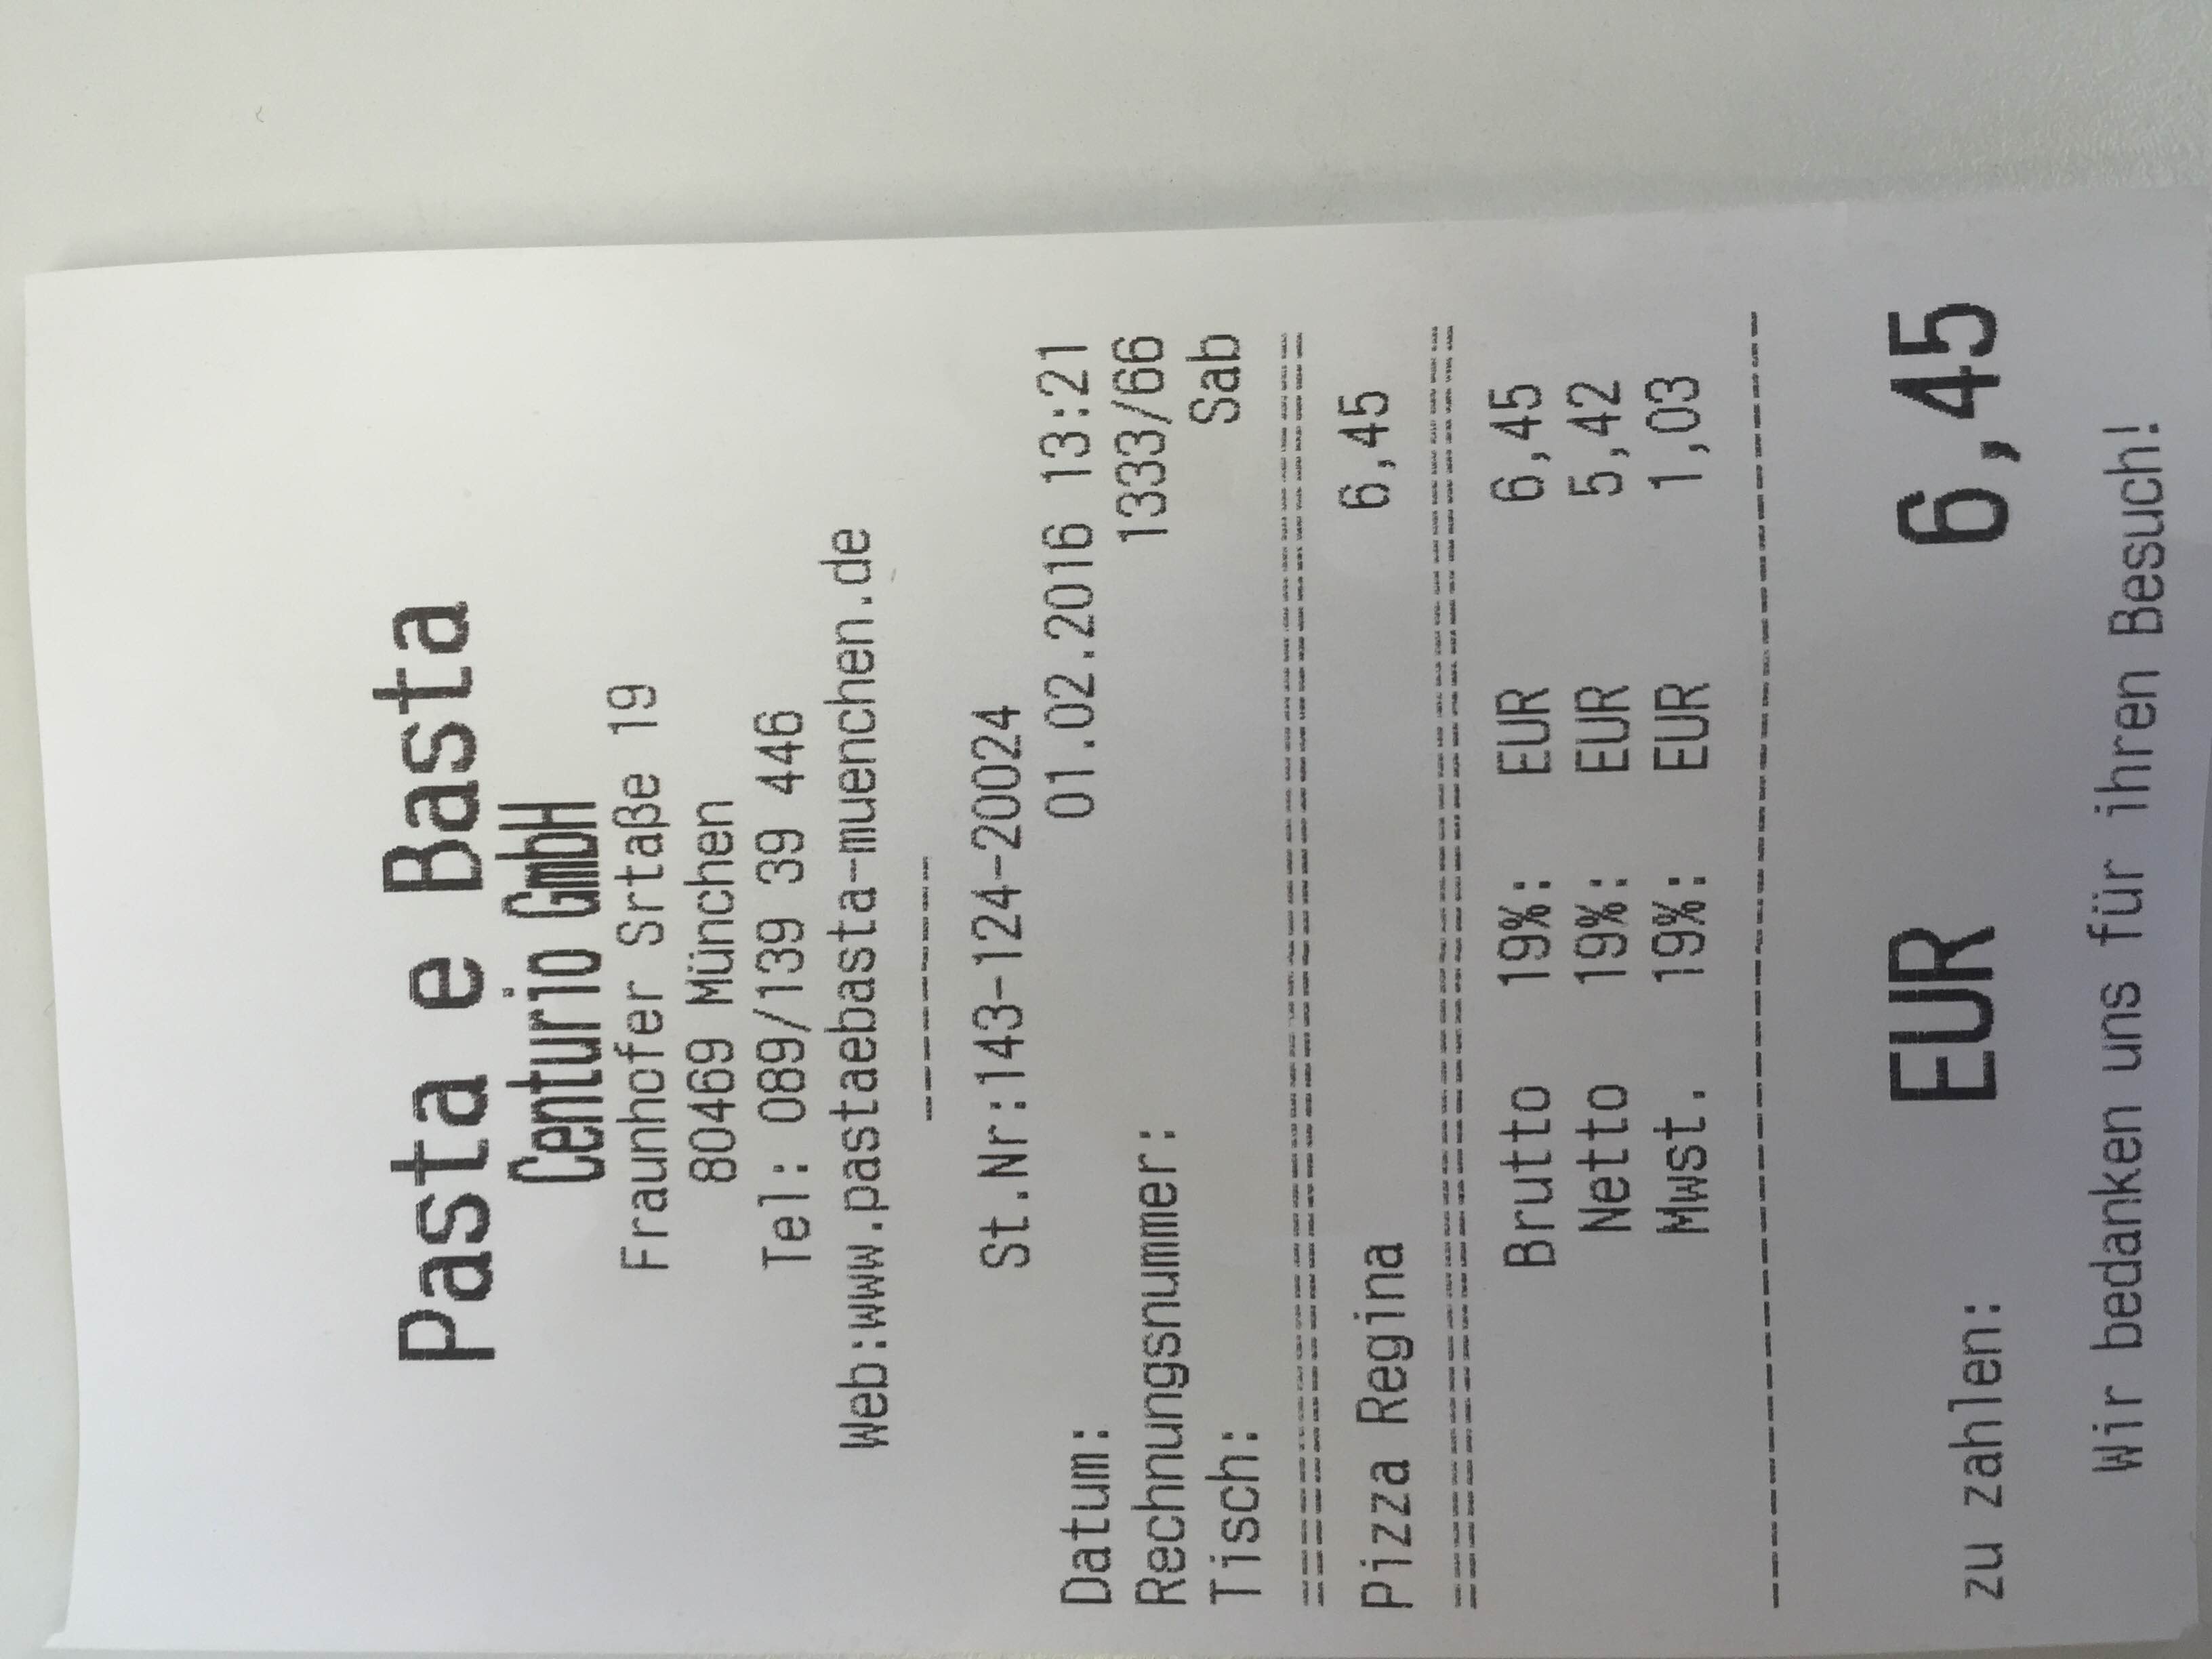 Pasta e Basta
Centurio GmbH
Fraunhofer Srtaße 19
80469 München
Tel: 089/139 39 446
Web:www.pastaebasta-muenchen.de
---------
St.Nr:143-124-20024
Datum: 01.02.2016 13:21
Rechnungsnummer: 1333/66
Tisch: Sab
Pizza Regina 6,45
Brutto 19%: EUR 6,45
Netto 19%: EUR 5,42
Mwst. 19%: EUR 1,03
zu zahlen: EUR 6,45
Wir bedanken uns für ihren Besuch!